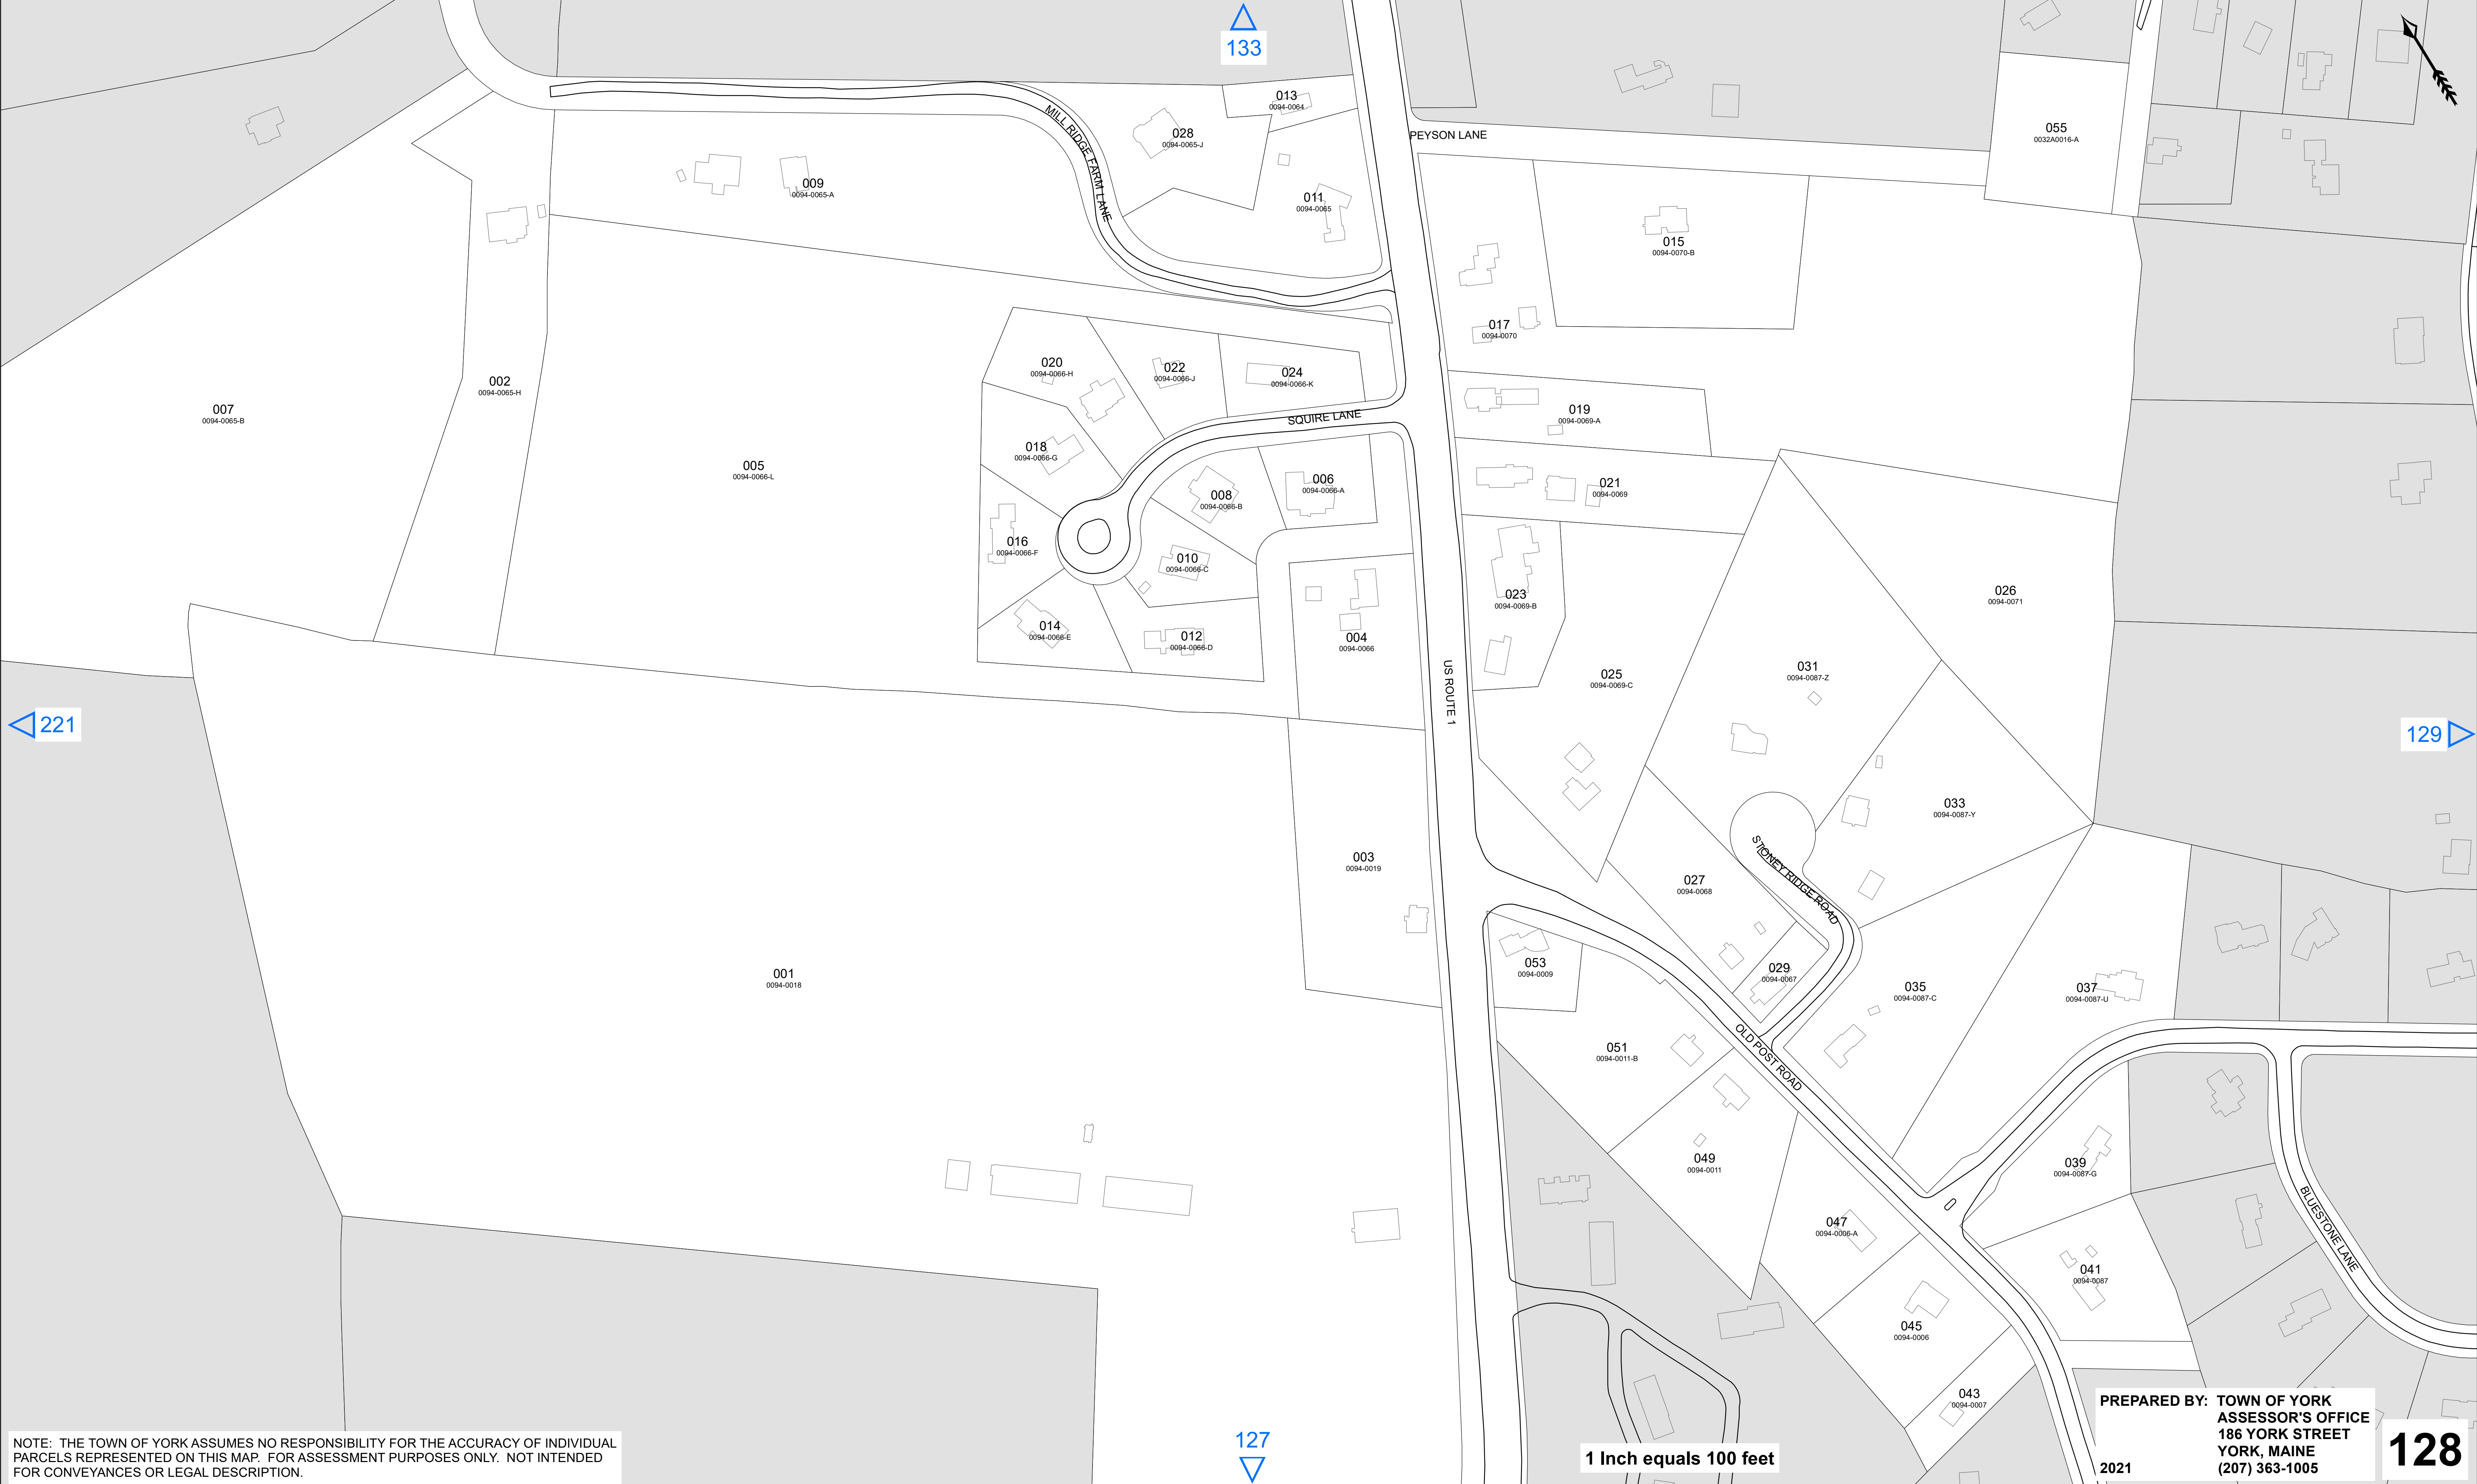 133
MILL RIDGE FARM LANE
013
0094-0064
028
0094-0065-J
PEYSON LANE
055
0032A0016-A
009
0094-0065-A
011
0094-0065
015
0094-0070-B
017
0094-0070
020
0094-0066-H
022
0094-0066-J
024
0094-0066-K
002
0094-0065-H
007
0094-0065-B
SQUIRE LANE
019
0094-0069-A
018
0094-0066-G
005
0094-0066-L
008
0094-0066-B
006
0094-0066-A
021
0094-0069
016
0094-0066-F
010
0094-0066-C
023
0094-0069-B
026
0094-0071
014
0094-0066-E
012
0094-0066-D
004
0094-0066
US ROUTE 1
025
0094-0069-C
031
0094-0087-Z
221
129
033
0094-0087-Y
003
0094-0019
027
0094-0068
STONEY RIDGE ROAD
001
0094-0018
053
0094-0009
029
0094-0067
035
0094-0087-C
037
0094-0087-U
051
0094-0011-B
OLD POST ROAD
049
0094-0011
039
0094-0087-G
047
0094-0006-A
BLUESTONE LANE
041
0094-0087
045
0094-0006
043
0094-0007
NOTE: THE TOWN OF YORK ASSUMES NO RESPONSIBILITY FOR THE ACCURACY OF INDIVIDUAL
PARCELS REPRESENTED ON THIS MAP. FOR ASSESSMENT PURPOSES ONLY. NOT INTENDED
FOR CONVEYANCES OR LEGAL DESCRIPTION.
127
1 Inch equals 100 feet
PREPARED BY: TOWN OF YORK
ASSESSOR'S OFFICE
186 YORK STREET
YORK, MAINE
2021 (207) 363-1005
128